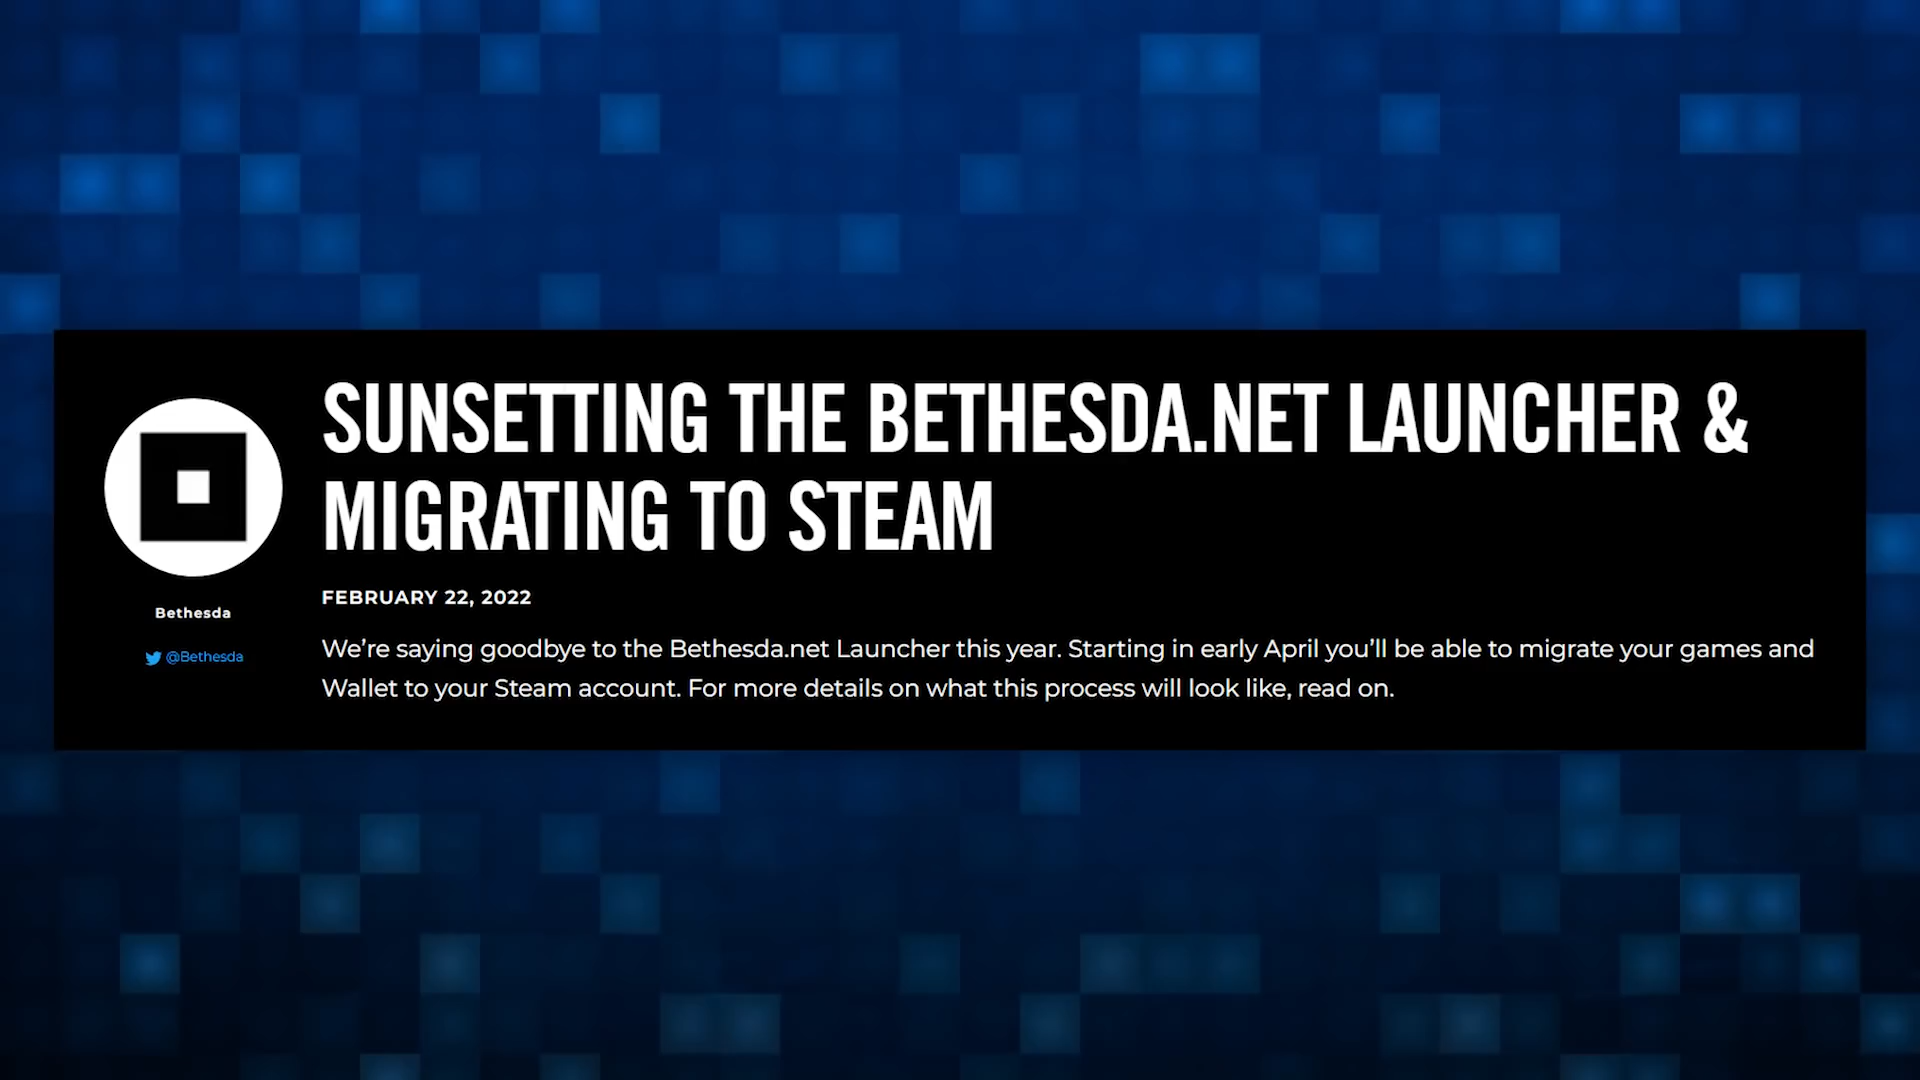 SUNSETTING THE BETHESDA.NET LAUNCHER &
MIGRATING TO STEAM
FEBRUARY 22, 2022
We’re saying goodbye to the Bethesda.net Launcher this year. Starting in early April you’ll be able to migrate your games and
Wallet to your Steam account. For more details on what this process will look like, read on.
Bethesda
@Bethesda